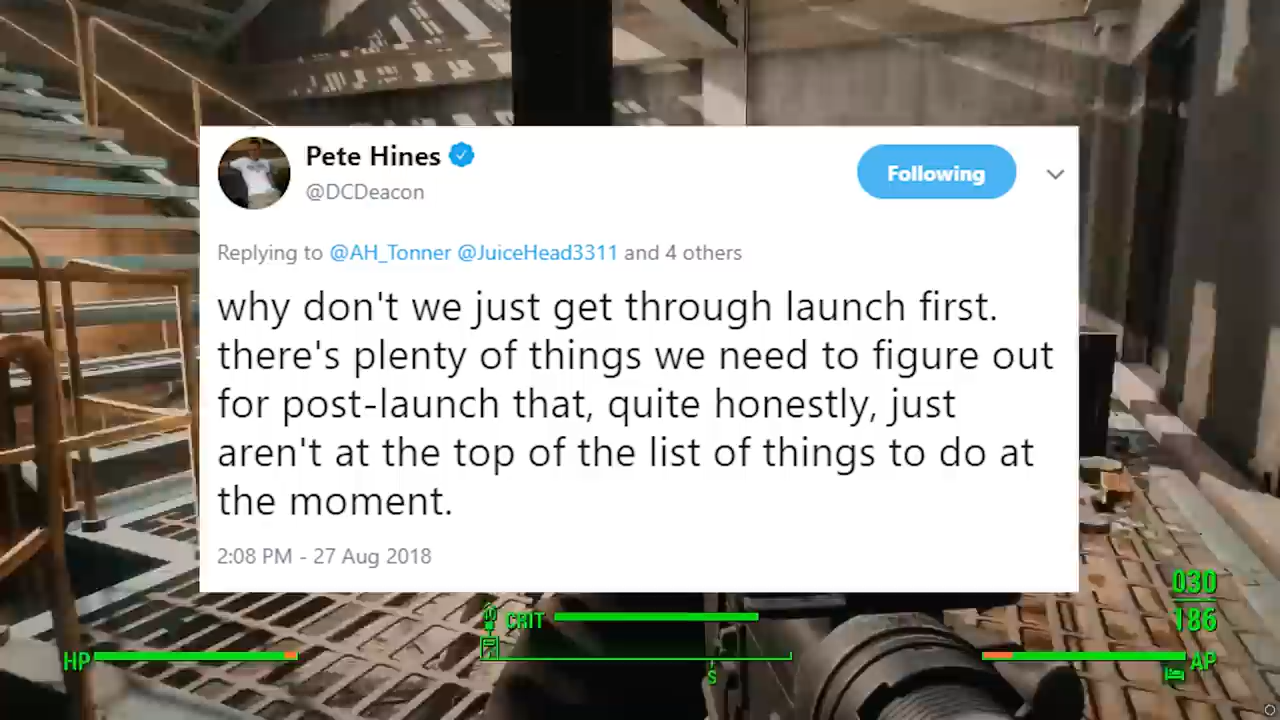 Pete Hines
@DCDeacon
Following
Replying to @AH_Tonner @JuiceHead3311 and 4 others
why don't we just get through launch first.
there's plenty of things we need to figure out
for post-launch that, quite honestly, just
aren't at the top of the list of things to do at
the moment.
2:08 PM - 27 Aug 2018
030
186
CRIT
HP
AP
S